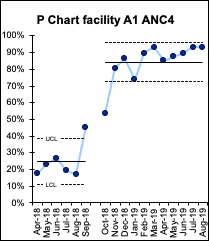 P Chart facility A1 ANC4
100%
90%
80%
70%
60%
50%
40%
30%
20%
10%
0%
UCL
LCL
Apr-18
May-18
Jun-18
Jul-18
Aug-18
Sep-18
Oct-18
Nov-18
Dec-18
Jan-19
Feb-19
Mar-19
Apr-19
May-19
Jun-19
Jul-19
Aug-19